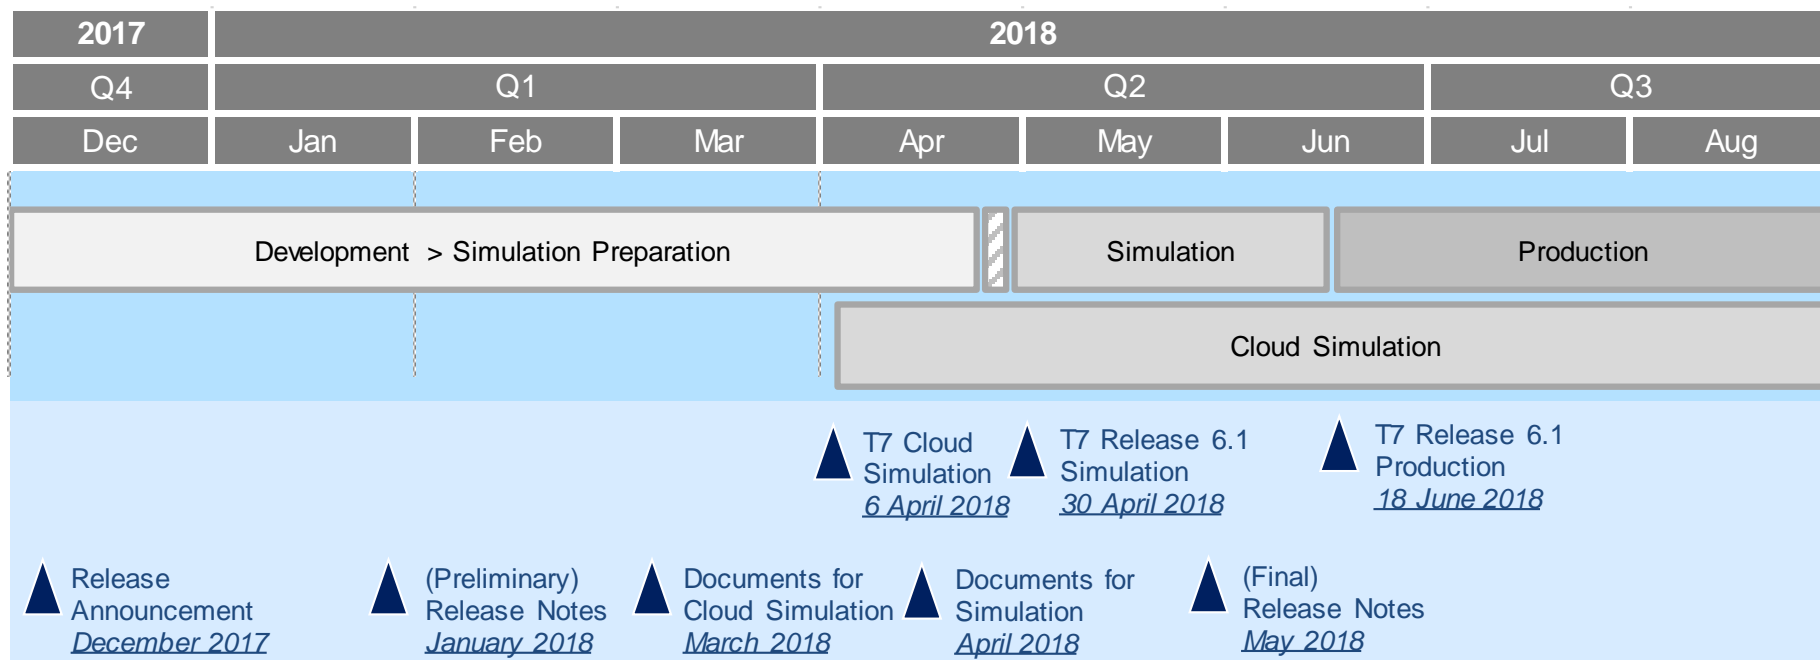 2017 2018
Q4 Q1 Q2 Q3
Dec Jan Feb Mar Apr May Jun Jul Aug
Development > Simulation Preparation
Simulation
Production
Cloud Simulation
T7 Cloud
Simulation
6 April 2018
T7 Release 6.1
Simulation
30 April 2018
T7 Release 6.1
Production
18 June 2018
Release
Announcement
December 2017
(Preliminary)
Release Notes
January 2018
Documents for
Cloud Simulation
March 2018
Documents for
Simulation
April 2018
(Final)
Release Notes
May 2018